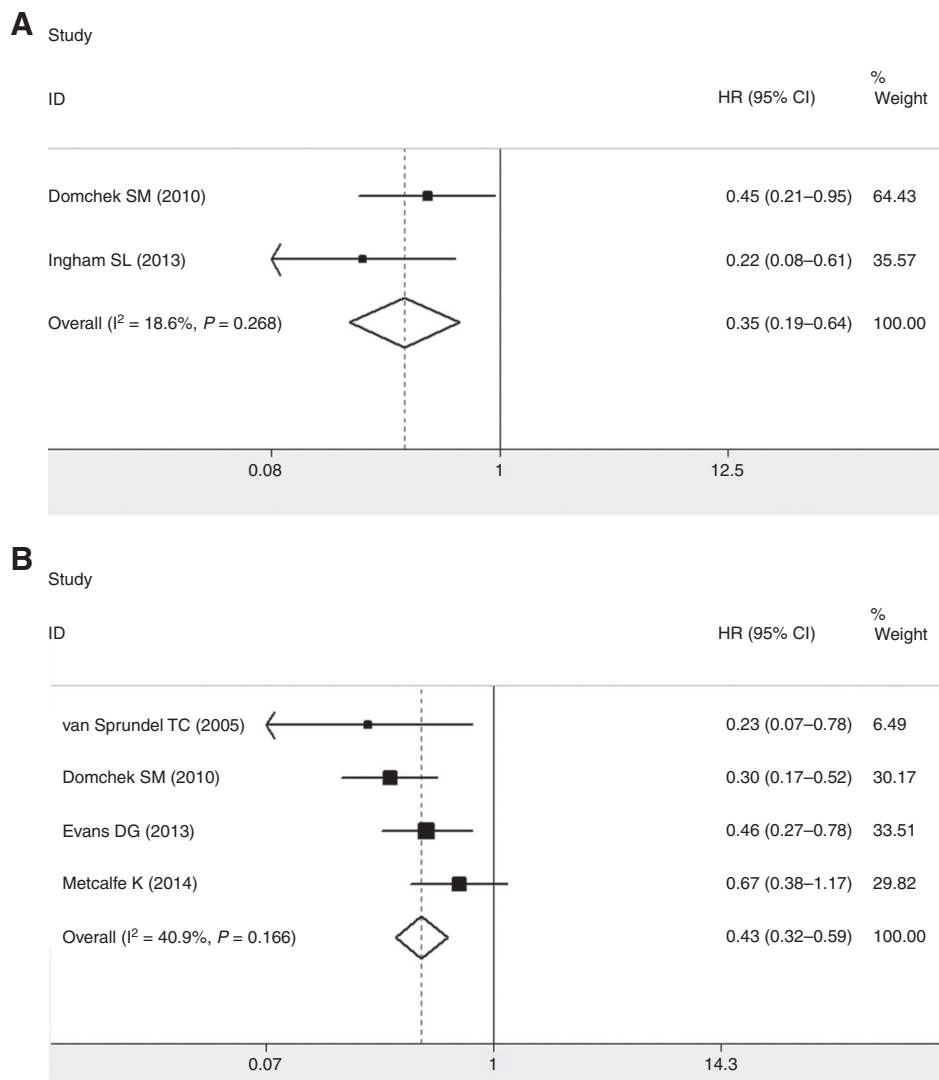 A
Study
%
ID HR (95% CI) Weight
Domchek SM (2010) 0.45 (0.21–0.95) 64.43
Ingham SL (2013) 0.22 (0.08–0.61) 35.57
Overall (I² = 18.6%, P = 0.268) 0.35 (0.19–0.64) 100.00
0.08 1 12.5
B
Study
%
ID HR (95% CI) Weight
van Sprundel TC (2005) 0.23 (0.07–0.78) 6.49
Domchek SM (2010) 0.30 (0.17–0.52) 30.17
Evans DG (2013) 0.46 (0.27–0.78) 33.51
Metcalfe K (2014) 0.67 (0.38–1.17) 29.82
Overall (I² = 40.9%, P = 0.166) 0.43 (0.32–0.59) 100.00
0.07 1 14.3